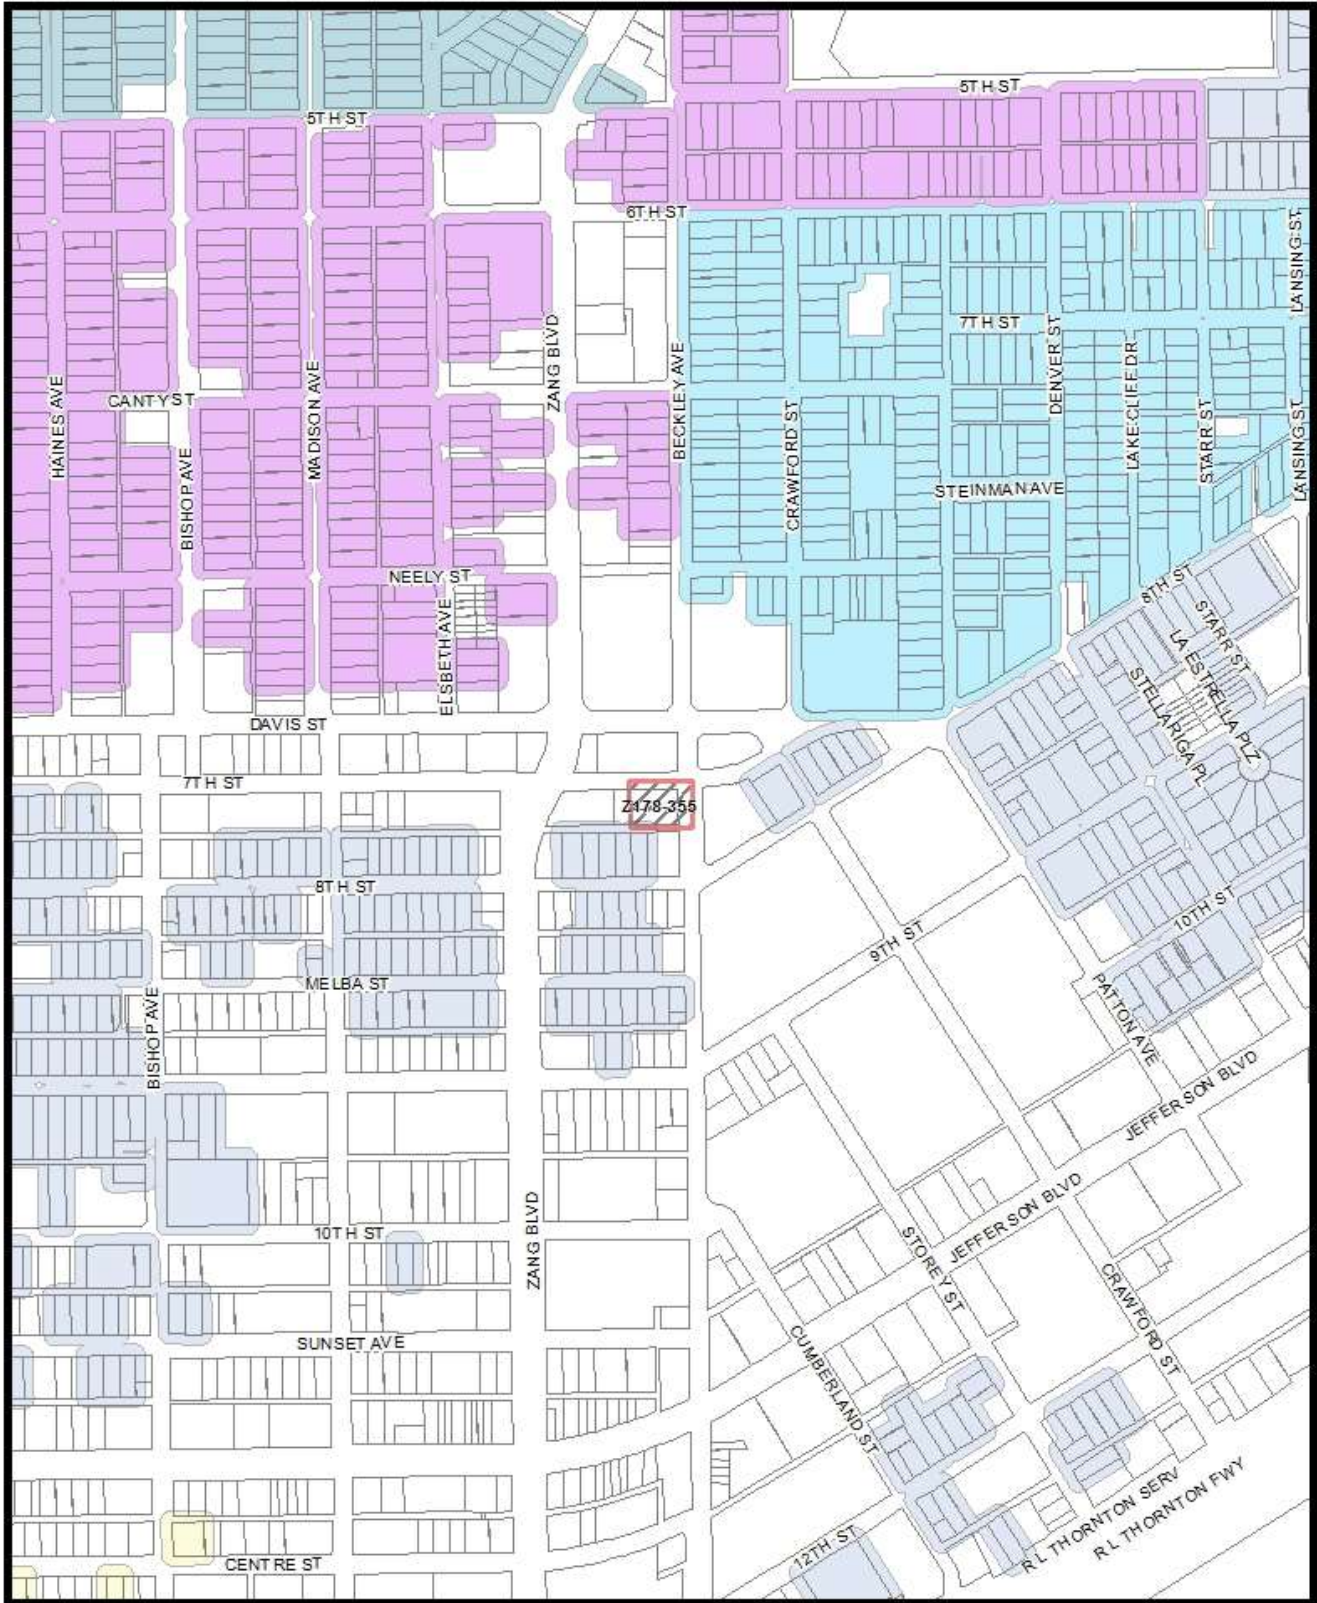 5TH ST
5TH ST
6TH ST
LANSING ST
7TH ST
ZANG BLVD
DENVER ST
BECKLEY AVE
LAKE CLIFF DR
MADISON AVE
HAINES AVE
CANTY ST
CRAWFORD ST
STARR ST
LANSING ST
BISHOP AVE
STEINMAN AVE
NEELY ST
8TH ST
ELSBETH AVE
STARR ST
LA ESTRELLA PLZ
STELLARIGA PL
DAVIS ST
7TH ST
Z178-355
8TH ST
10TH ST
9TH ST
MELBA ST
PATTON AVE
BISHOP AVE
JEFFERSON BLVD
JEFFERSON BLVD
ZANG BLVD
10TH ST
STOREY ST
CRAWFORD ST
SUNSET AVE
CUMBERLAND ST
R L THORNTON SERV
R L THORNTON FWY
12TH ST
CENTRE ST